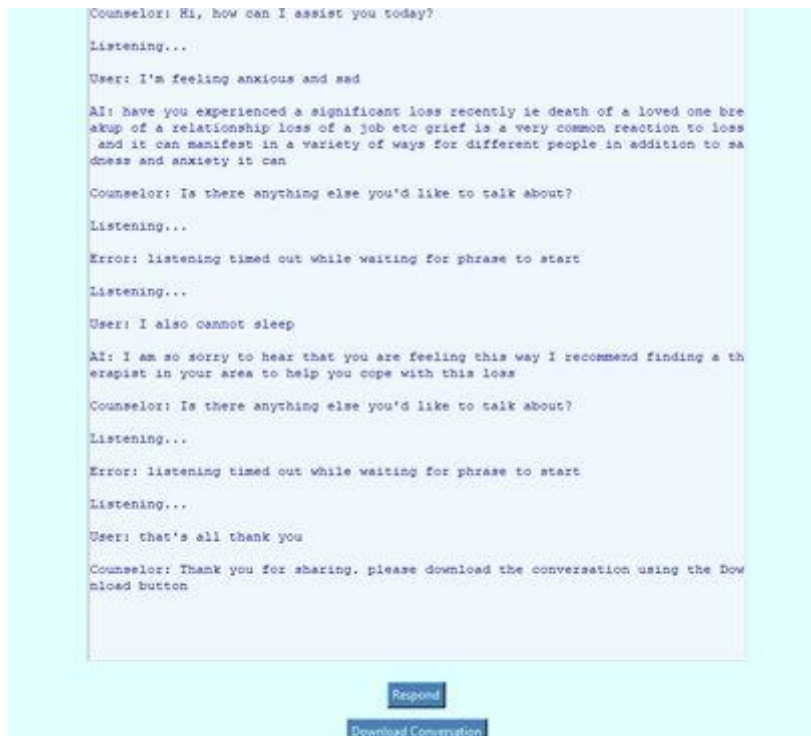 Counselor: Hi, how can I assist you today?
Listening...
User: I'm feeling anxious and sad
AI: have you experienced a significant loss recently ie death of a loved one bre
akup of a relationship loss of a job etc grief is a very common reaction to loss
and it can manifest in a variety of ways for different people in addition to sa
dness and anxiety it can
Counselor: Is there anything else you'd like to talk about?
Listening...
Error: listening timed out while waiting for phrase to start
Listening...
User: I also cannot sleep
AI: I am so sorry to hear that you are feeling this way I recommend finding a th
erapist in your area to help you cope with this loss
Counselor: Is there anything else you'd like to talk about?
Listening...
Error: listening timed out while waiting for phrase to start
Listening...
User: that's all thank you
Counselor: Thank you for sharing. please download the conversation using the Dow
nload button
Respond
Download Conversation